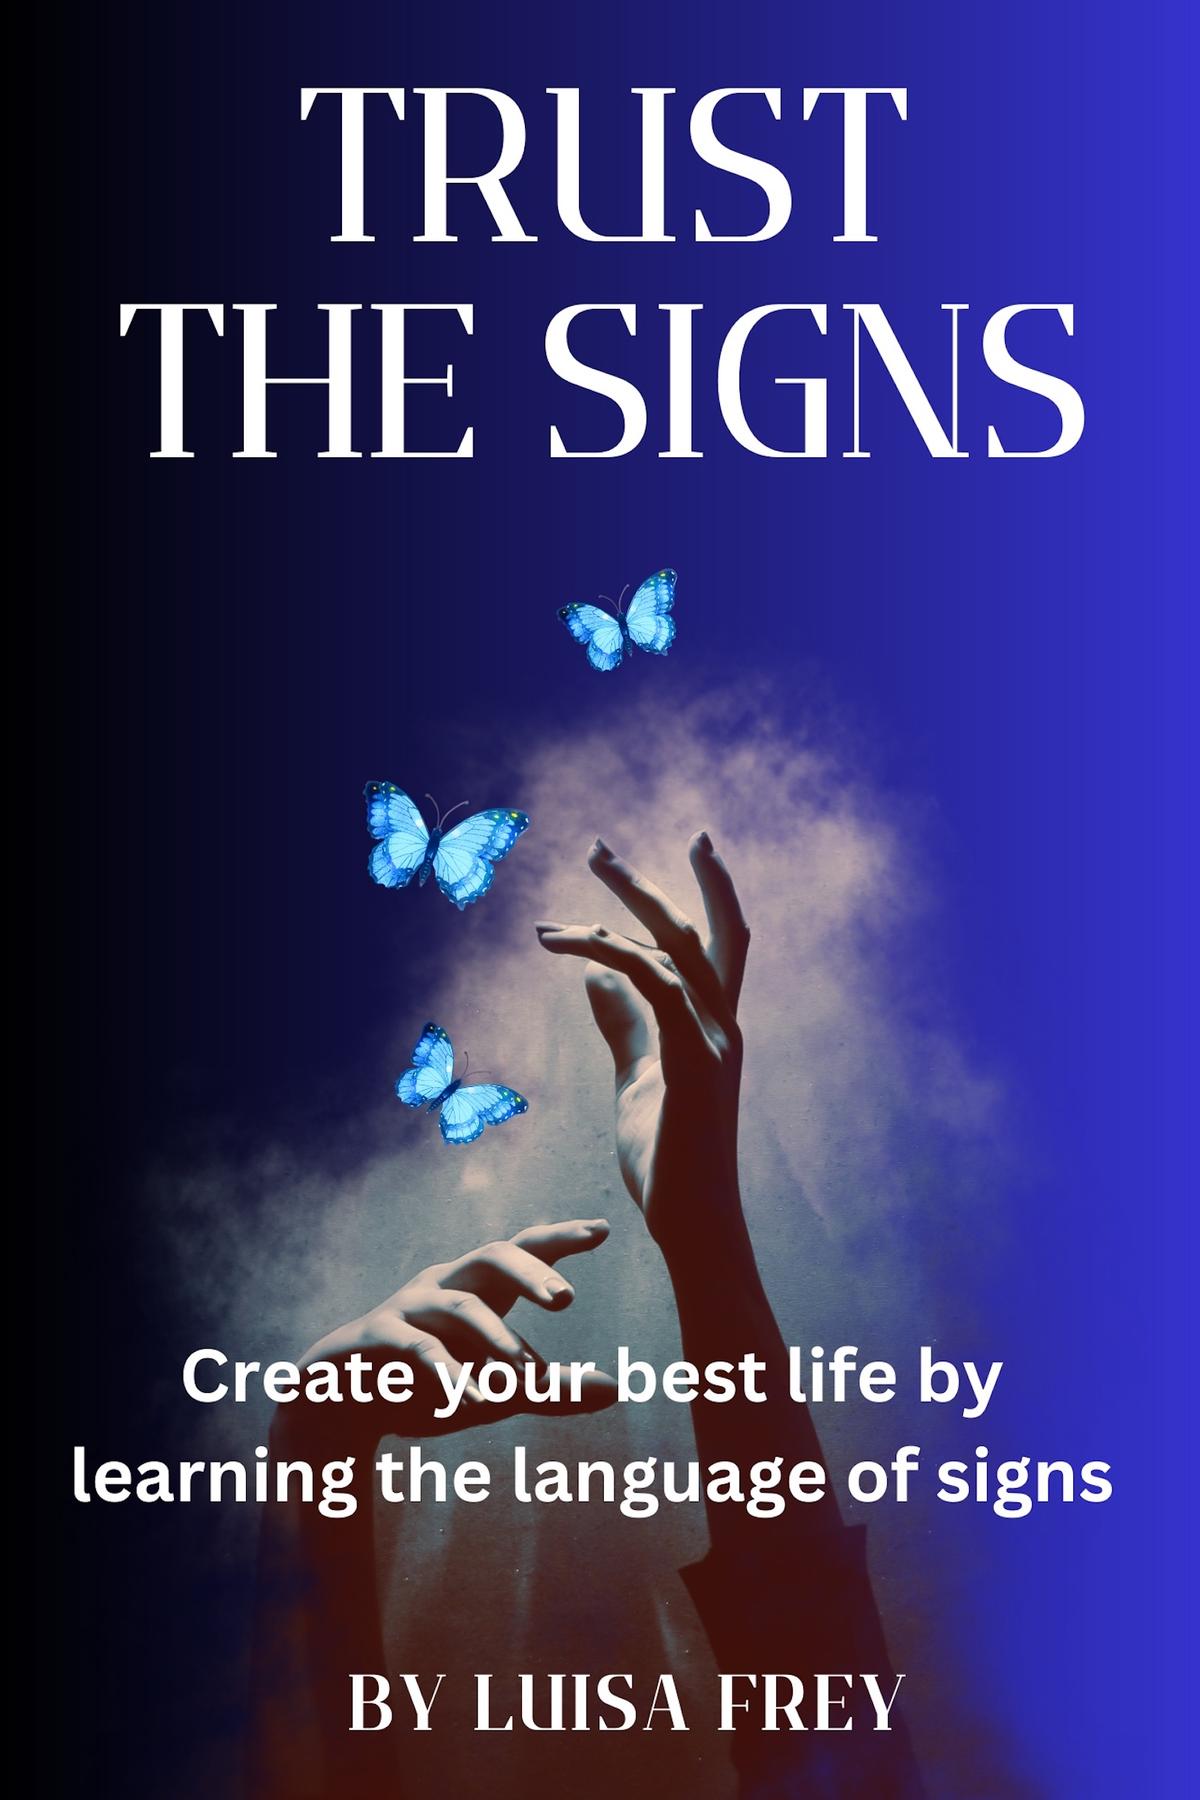 TRUST
THE SIGNS
Create your best life by
learning the language of signs
BY LUISA FREY